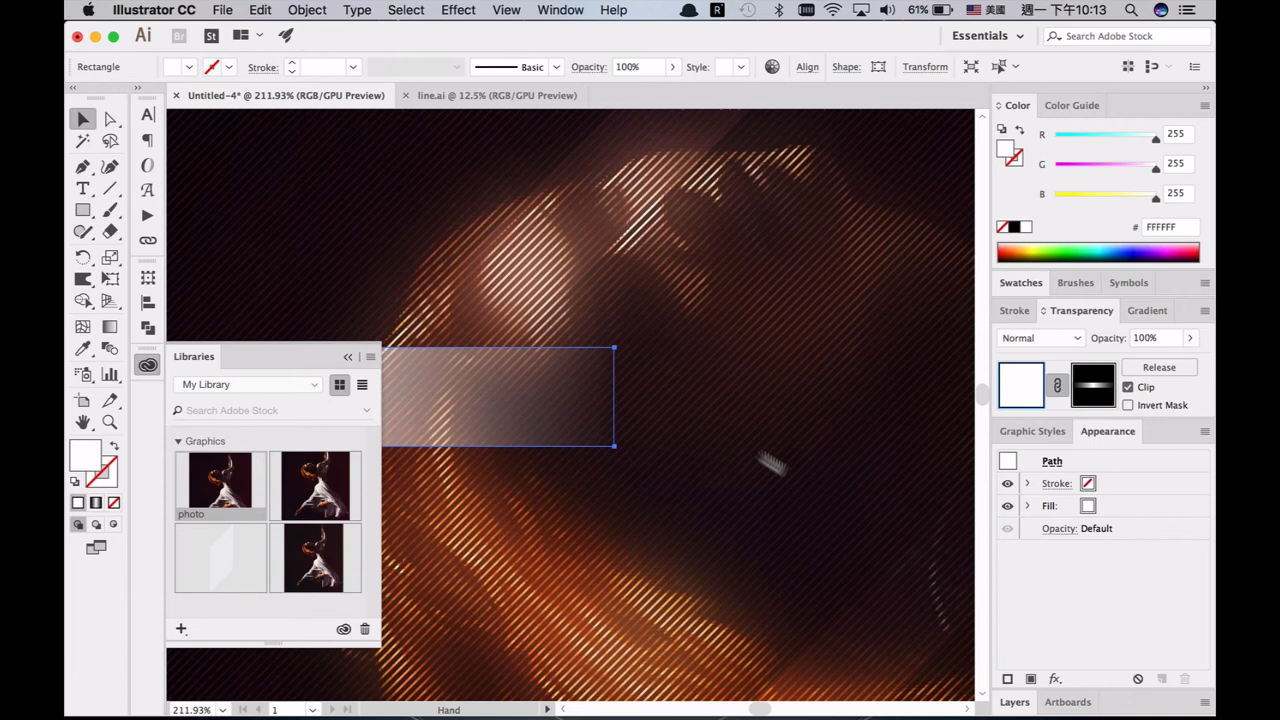 Illustrator CC File Edit Object Type Select Effect View Window Help R 61% 美國 週一 下午10:13
Ai Br St Essentials Search Adobe Stock
Rectangle Stroke: Basic Opacity: 100% Style: Align Shape: Transform
Untitled-4* @ 211.93% (RGB/GPU Preview) line.ai @ 12.5% (RGB/GPU Preview)
Color Color Guide
R 255
G 255
B 255
# FFFFFF
Swatches Brushes Symbols
Stroke Transparency Gradient
Normal Opacity: 100%
Release
Clip
Invert Mask
Graphic Styles Appearance
Path
Stroke:
Fill:
Opacity: Default
Layers Artboards
Libraries
My Library
Search Adobe Stock
Graphics
photo
211.93% 1 Hand